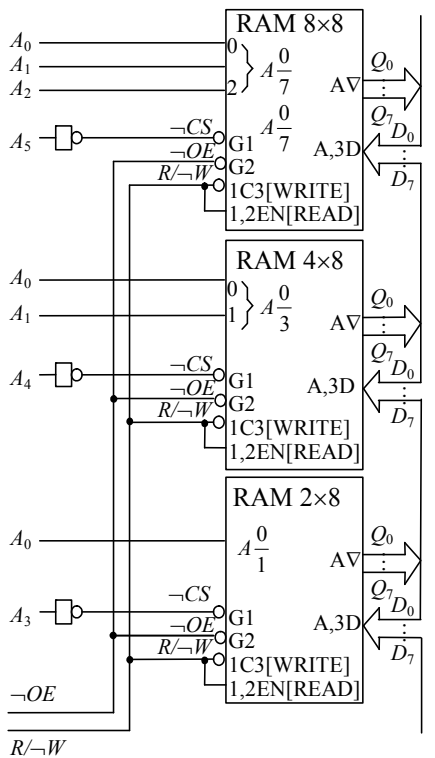 RAM 8×8
A0
A1
A2
0
2
} A 0/7
A 0/7
A∇
Q0
⋮
Q7
A5
¬CS
G1
¬OE
G2
R/¬W
1C3[WRITE]
1,2EN[READ]
A,3D
D0
⋮
D7
RAM 4×8
A0
A1
0
1
} A 0/3
A∇
Q0
⋮
Q7
A4
¬CS
G1
¬OE
G2
R/¬W
1C3[WRITE]
1,2EN[READ]
A,3D
D0
⋮
D7
RAM 2×8
A0
A 0/1
A∇
Q0
⋮
Q7
A3
¬CS
G1
¬OE
G2
R/¬W
1C3[WRITE]
1,2EN[READ]
A,3D
D0
⋮
D7
¬OE
R/¬W